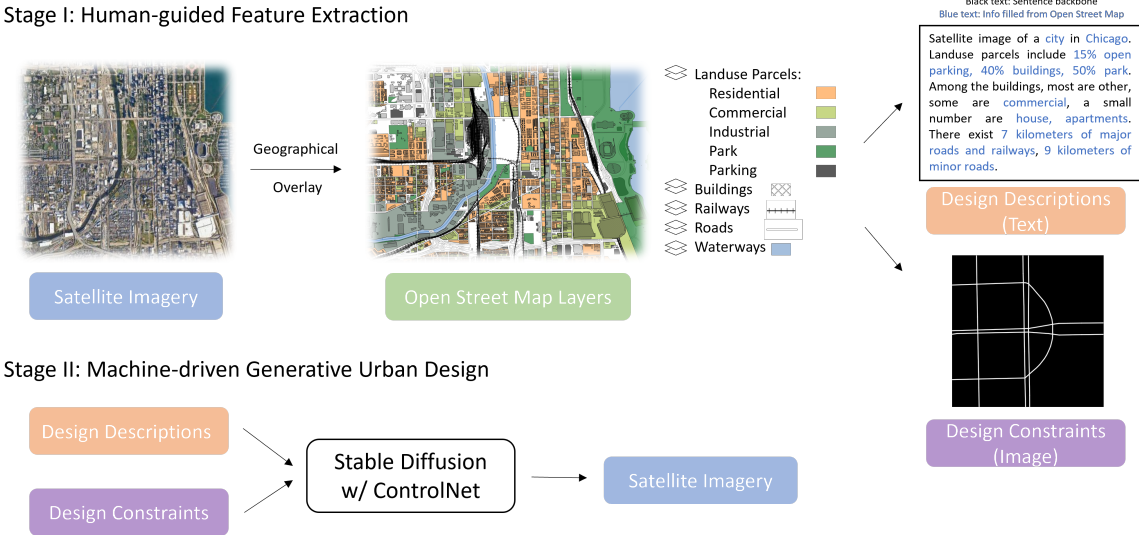 Stage I: Human-guided Feature Extraction
Black text: Sentence backbone
Blue text: Info filled from Open Street Map
Geographical
Overlay
Landuse Parcels:
Residential
Commercial
Industrial
Park
Parking
Buildings
Railways
Roads
Waterways
Satellite image of a city in Chicago.
Landuse parcels include 15% open
parking, 40% buildings, 50% park.
Among the buildings, most are other,
some are commercial, a small
number are house, apartments.
There exist 7 kilometers of major
roads and railways, 9 kilometers of
minor roads.
Design Descriptions
(Text)
Satellite Imagery
Open Street Map Layers
Design Constraints
(Image)
Stage II: Machine-driven Generative Urban Design
Design Descriptions
Design Constraints
Stable Diffusion
w/ ControlNet
Satellite Imagery